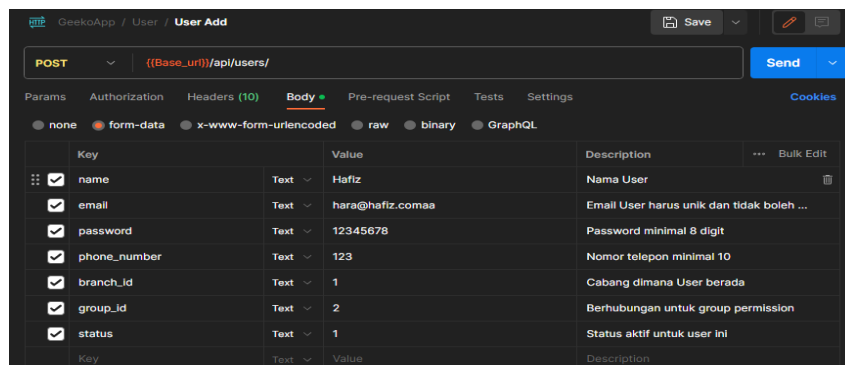 HTTP GeekoApp / User / User Add Save
POST {{Base_url}}/api/users/ Send
Params Authorization Headers (10) Body Pre-request Script Tests Settings Cookies
none form-data x-www-form-urlencoded raw binary GraphQL
Key Value Description ••• Bulk Edit
name Text Hafiz Nama User
email Text hara@hafiz.comaa Email User harus unik dan tidak boleh ...
password Text 12345678 Password minimal 8 digit
phone_number Text 123 Nomor telepon minimal 10
branch_id Text 1 Cabang dimana User berada
group_id Text 2 Berhubungan untuk group permission
status Text 1 Status aktif untuk user ini
Key Text Value Description